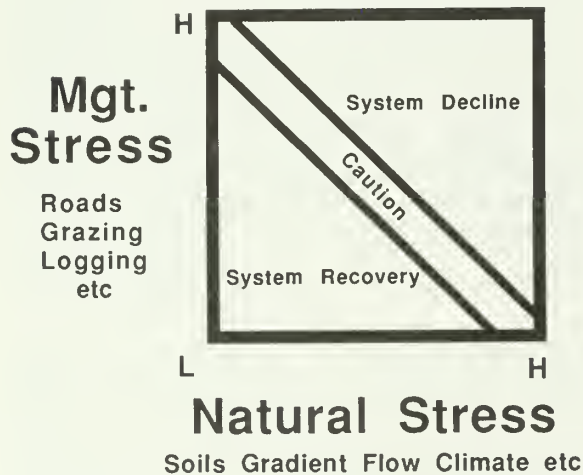 H
Mgt.
Stress
Roads
Grazing
Logging
etc
System Decline
Caution
System Recovery
L
H
Natural Stress
Soils Gradient Flow Climate etc